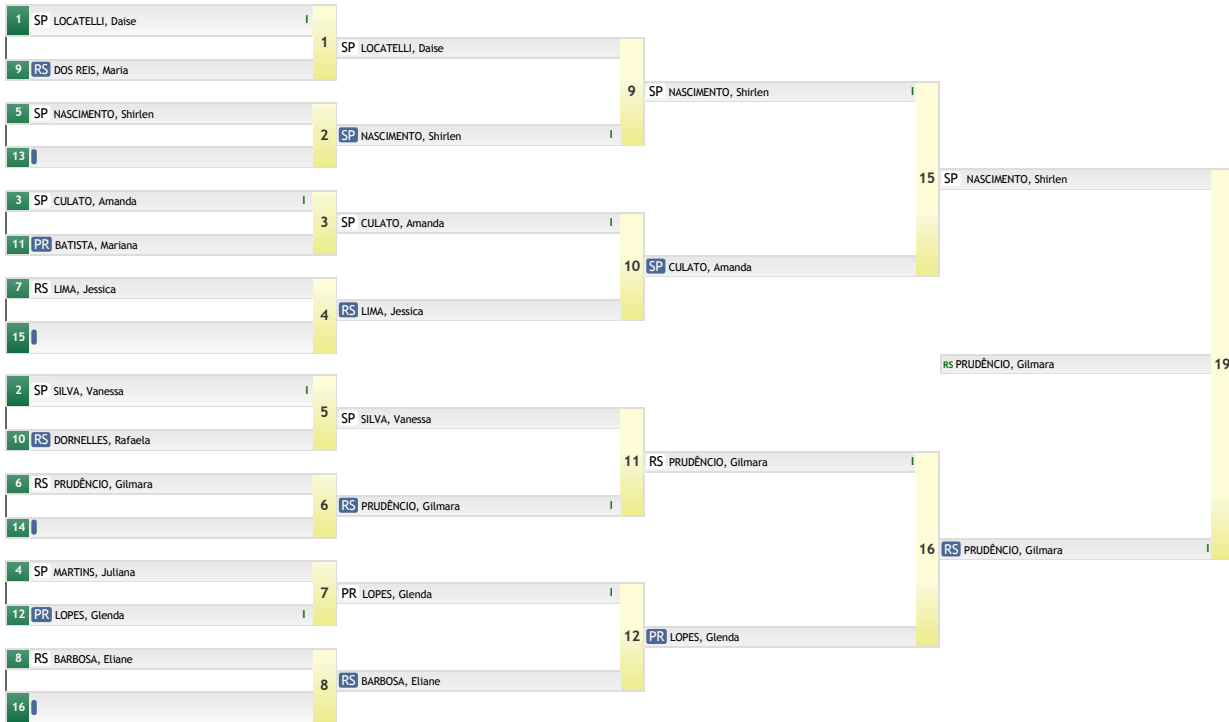 1 SP LOCATELLI, Daise I
1
9 RS DOS REIS, Maria
5 SP NASCIMENTO, Shirlen
2
13
3 SP CULATO, Amanda I
3
11 PR BATISTA, Mariana
7 RS LIMA, Jessica
4
15
2 SP SILVA, Vanessa I
5
10 RS DORNELLES, Rafaela
6 RS PRUDÊNCIO, Gilmara
6
14
4 SP MARTINS, Juliana
7
12 PR LOPES, Glenda I
8 RS BARBOSA, Eliane
8
16
SP LOCATELLI, Daise
9
SP NASCIMENTO, Shirlen I
SP CULATO, Amanda I
10
RS LIMA, Jessica
SP SILVA, Vanessa
11
RS PRUDÊNCIO, Gilmara I
PR LOPES, Glenda I
12
RS BARBOSA, Eliane
SP NASCIMENTO, Shirlen I
15
SP CULATO, Amanda
RS PRUDÊNCIO, Gilmara I
16
PR LOPES, Glenda
SP NASCIMENTO, Shirlen
RS PRUDÊNCIO, Gilmara
19
RS PRUDÊNCIO, Gilmara I